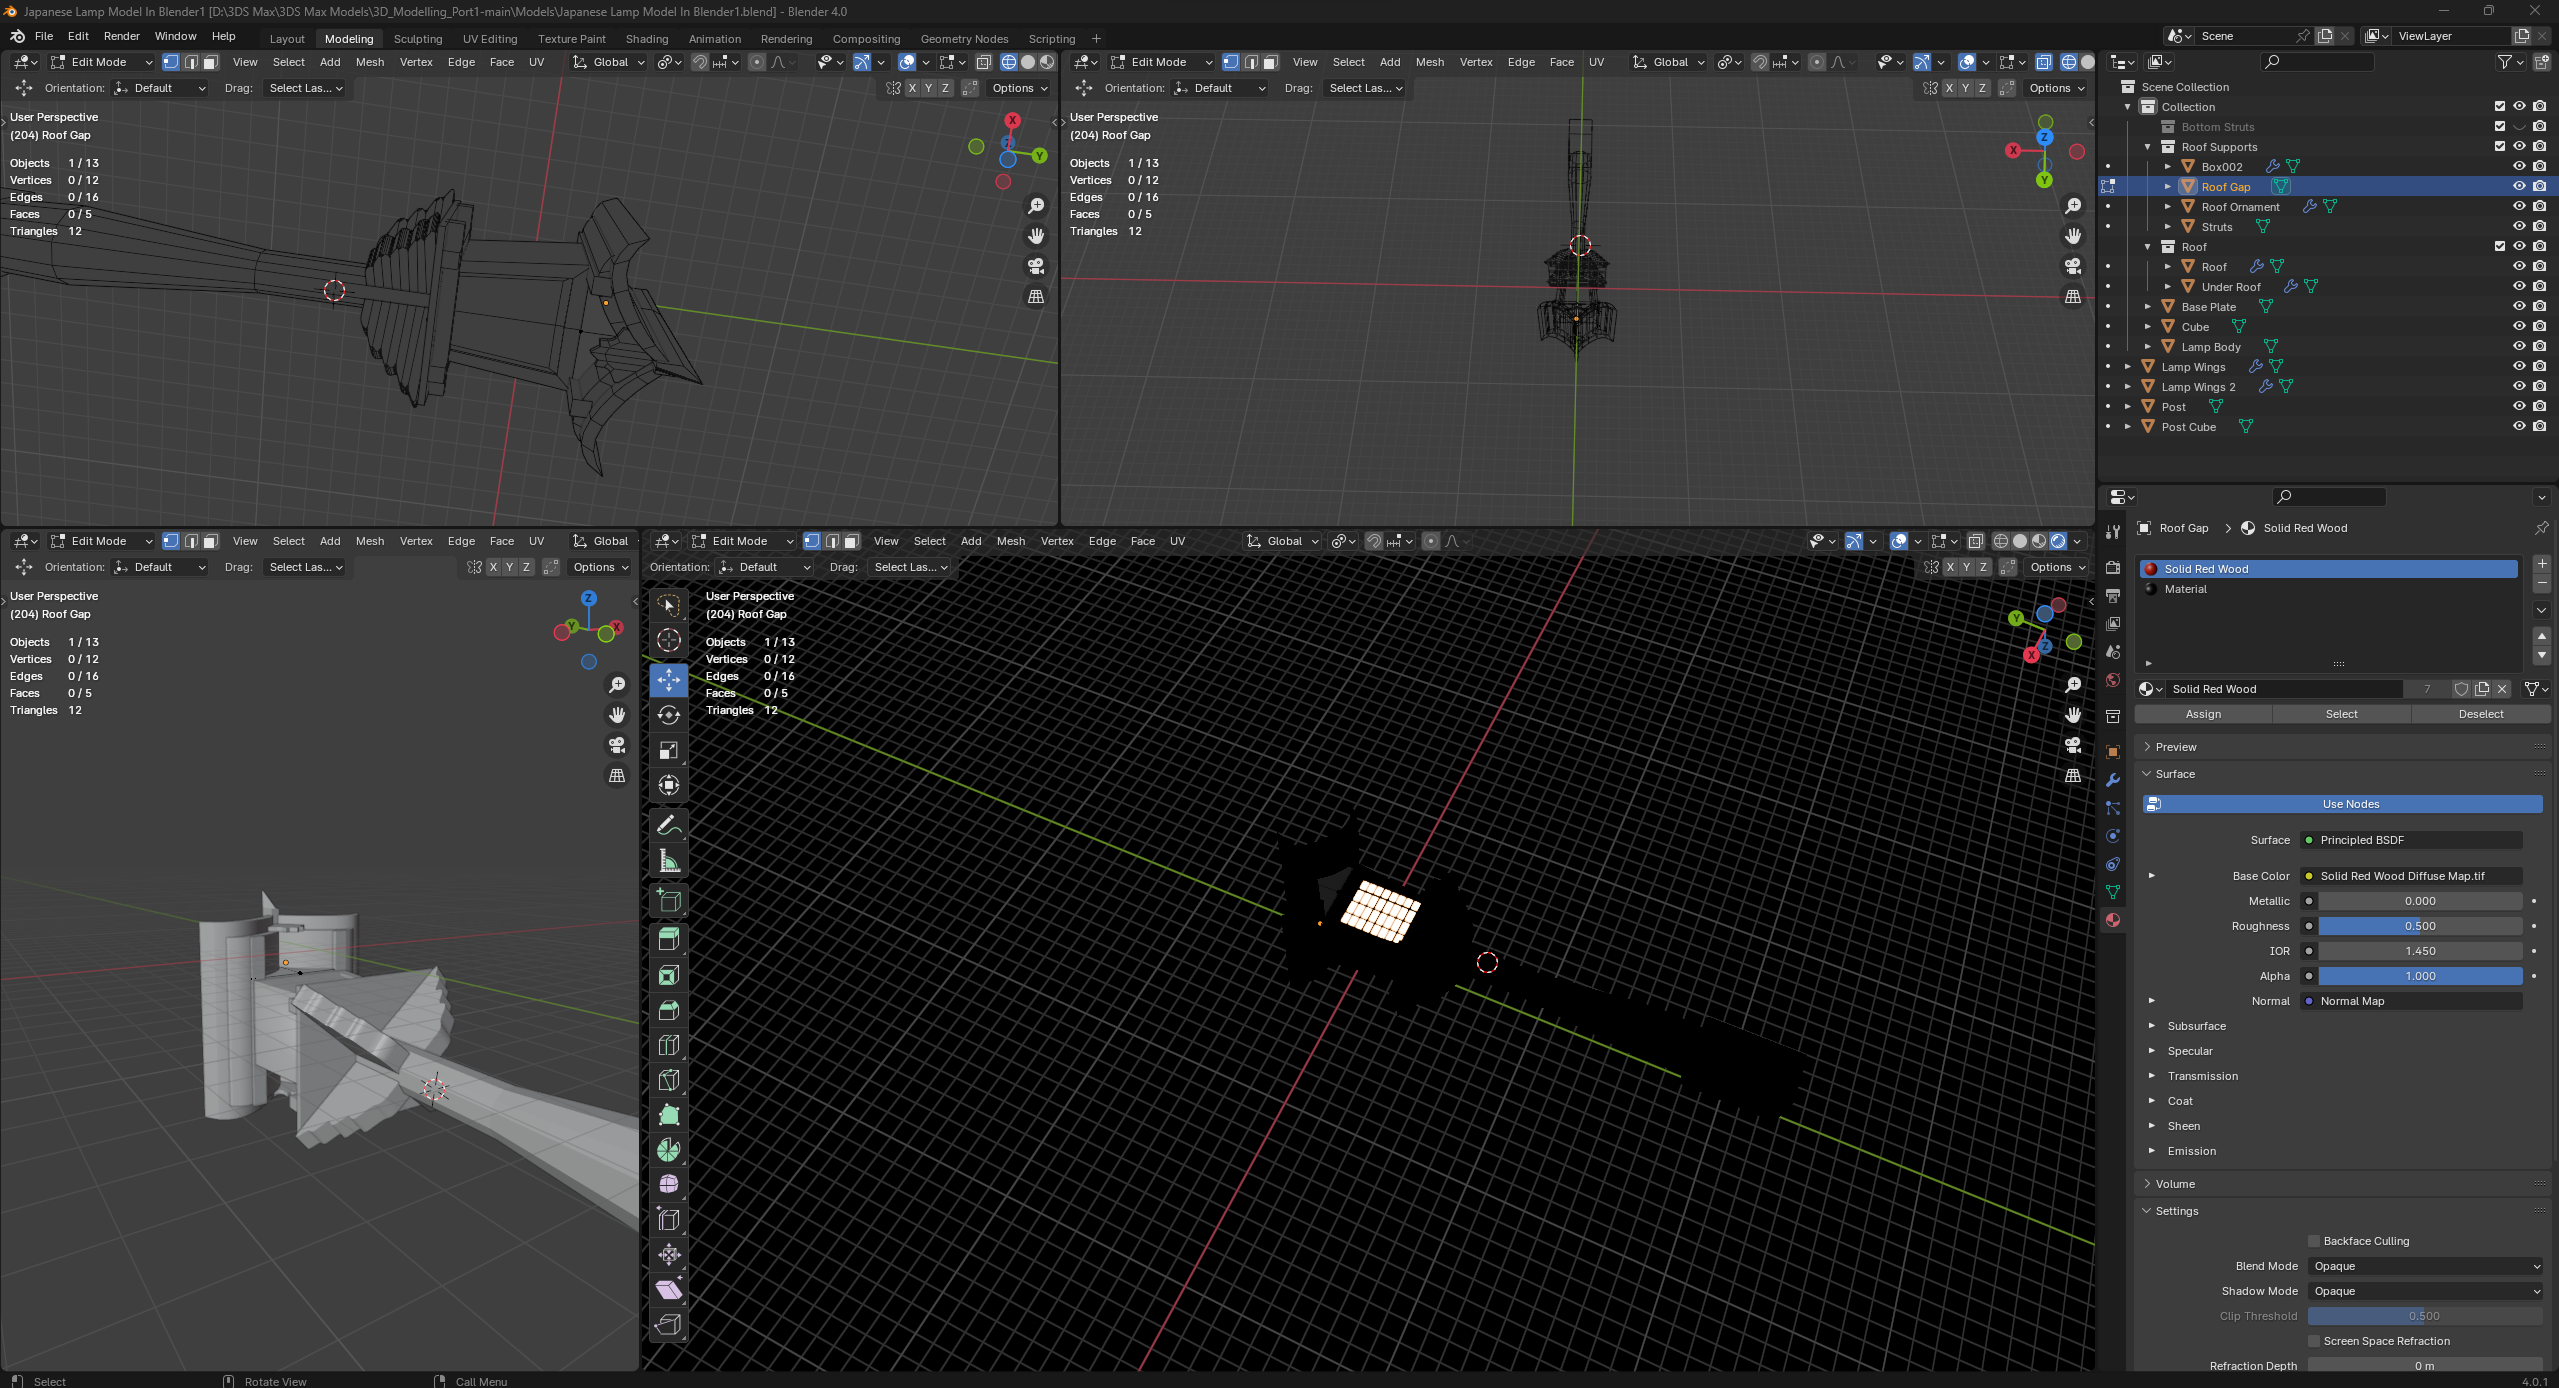 Japanese Lamp Model In Blender1 [D:\3DS Max\3DS Max Models\3D_Modelling_Port1-main\Models\Japanese Lamp Model In Blender1.blend] - Blender 4.0
File Edit Render Window Help Layout Modeling Sculpting UV Editing Texture Paint Shading Animation Rendering Compositing Geometry Nodes Scripting + Scene ViewLayer
Edit Mode View Select Add Mesh Vertex Edge Face UV Global
Orientation: Default Drag: Select Las... X Y Z Options
User Perspective
(204) Roof Gap
Objects 1 / 13
Vertices 0 / 12
Edges 0 / 16
Faces 0 / 5
Triangles 12
X
Y
Edit Mode View Select Add Mesh Vertex Edge Face UV Global
Orientation: Default Drag: Select Las... X Y Z Options
User Perspective
(204) Roof Gap
Objects 1 / 13
Vertices 0 / 12
Edges 0 / 16
Faces 0 / 5
Triangles 12
Z
X
Y
Edit Mode View Select Add Mesh Vertex Edge Face UV Global
Orientation: Default Drag: Select Las... X Y Z Options
User Perspective
(204) Roof Gap
Objects 1 / 13
Vertices 0 / 12
Edges 0 / 16
Faces 0 / 5
Triangles 12
Z
Y X
Edit Mode View Select Add Mesh Vertex Edge Face UV Global
Orientation: Default Drag: Select Las... X Y Z Options
User Perspective
(204) Roof Gap
Objects 1 / 13
Vertices 0 / 12
Edges 0 / 16
Faces 0 / 5
Triangles 12
Y
Z
X
Scene Collection
Collection
Bottom Struts
Roof Supports
Box002
Roof Gap
Roof Ornament
Struts
Roof
Roof
Under Roof
Base Plate
Cube
Lamp Body
Lamp Wings
Lamp Wings 2
Post
Post Cube
Roof Gap > Solid Red Wood
Solid Red Wood
Material
Solid Red Wood 7
Assign Select Deselect
Preview
Surface
Use Nodes
Surface Principled BSDF
Base Color Solid Red Wood Diffuse Map.tif
Metallic 0.000
Roughness 0.500
IOR 1.450
Alpha 1.000
Normal Normal Map
Subsurface
Specular
Transmission
Coat
Sheen
Emission
Volume
Settings
Backface Culling
Blend Mode Opaque
Shadow Mode Opaque
Clip Threshold 0.500
Screen Space Refraction
Refraction Depth 0 m
Select Rotate View Call Menu 4.0.1